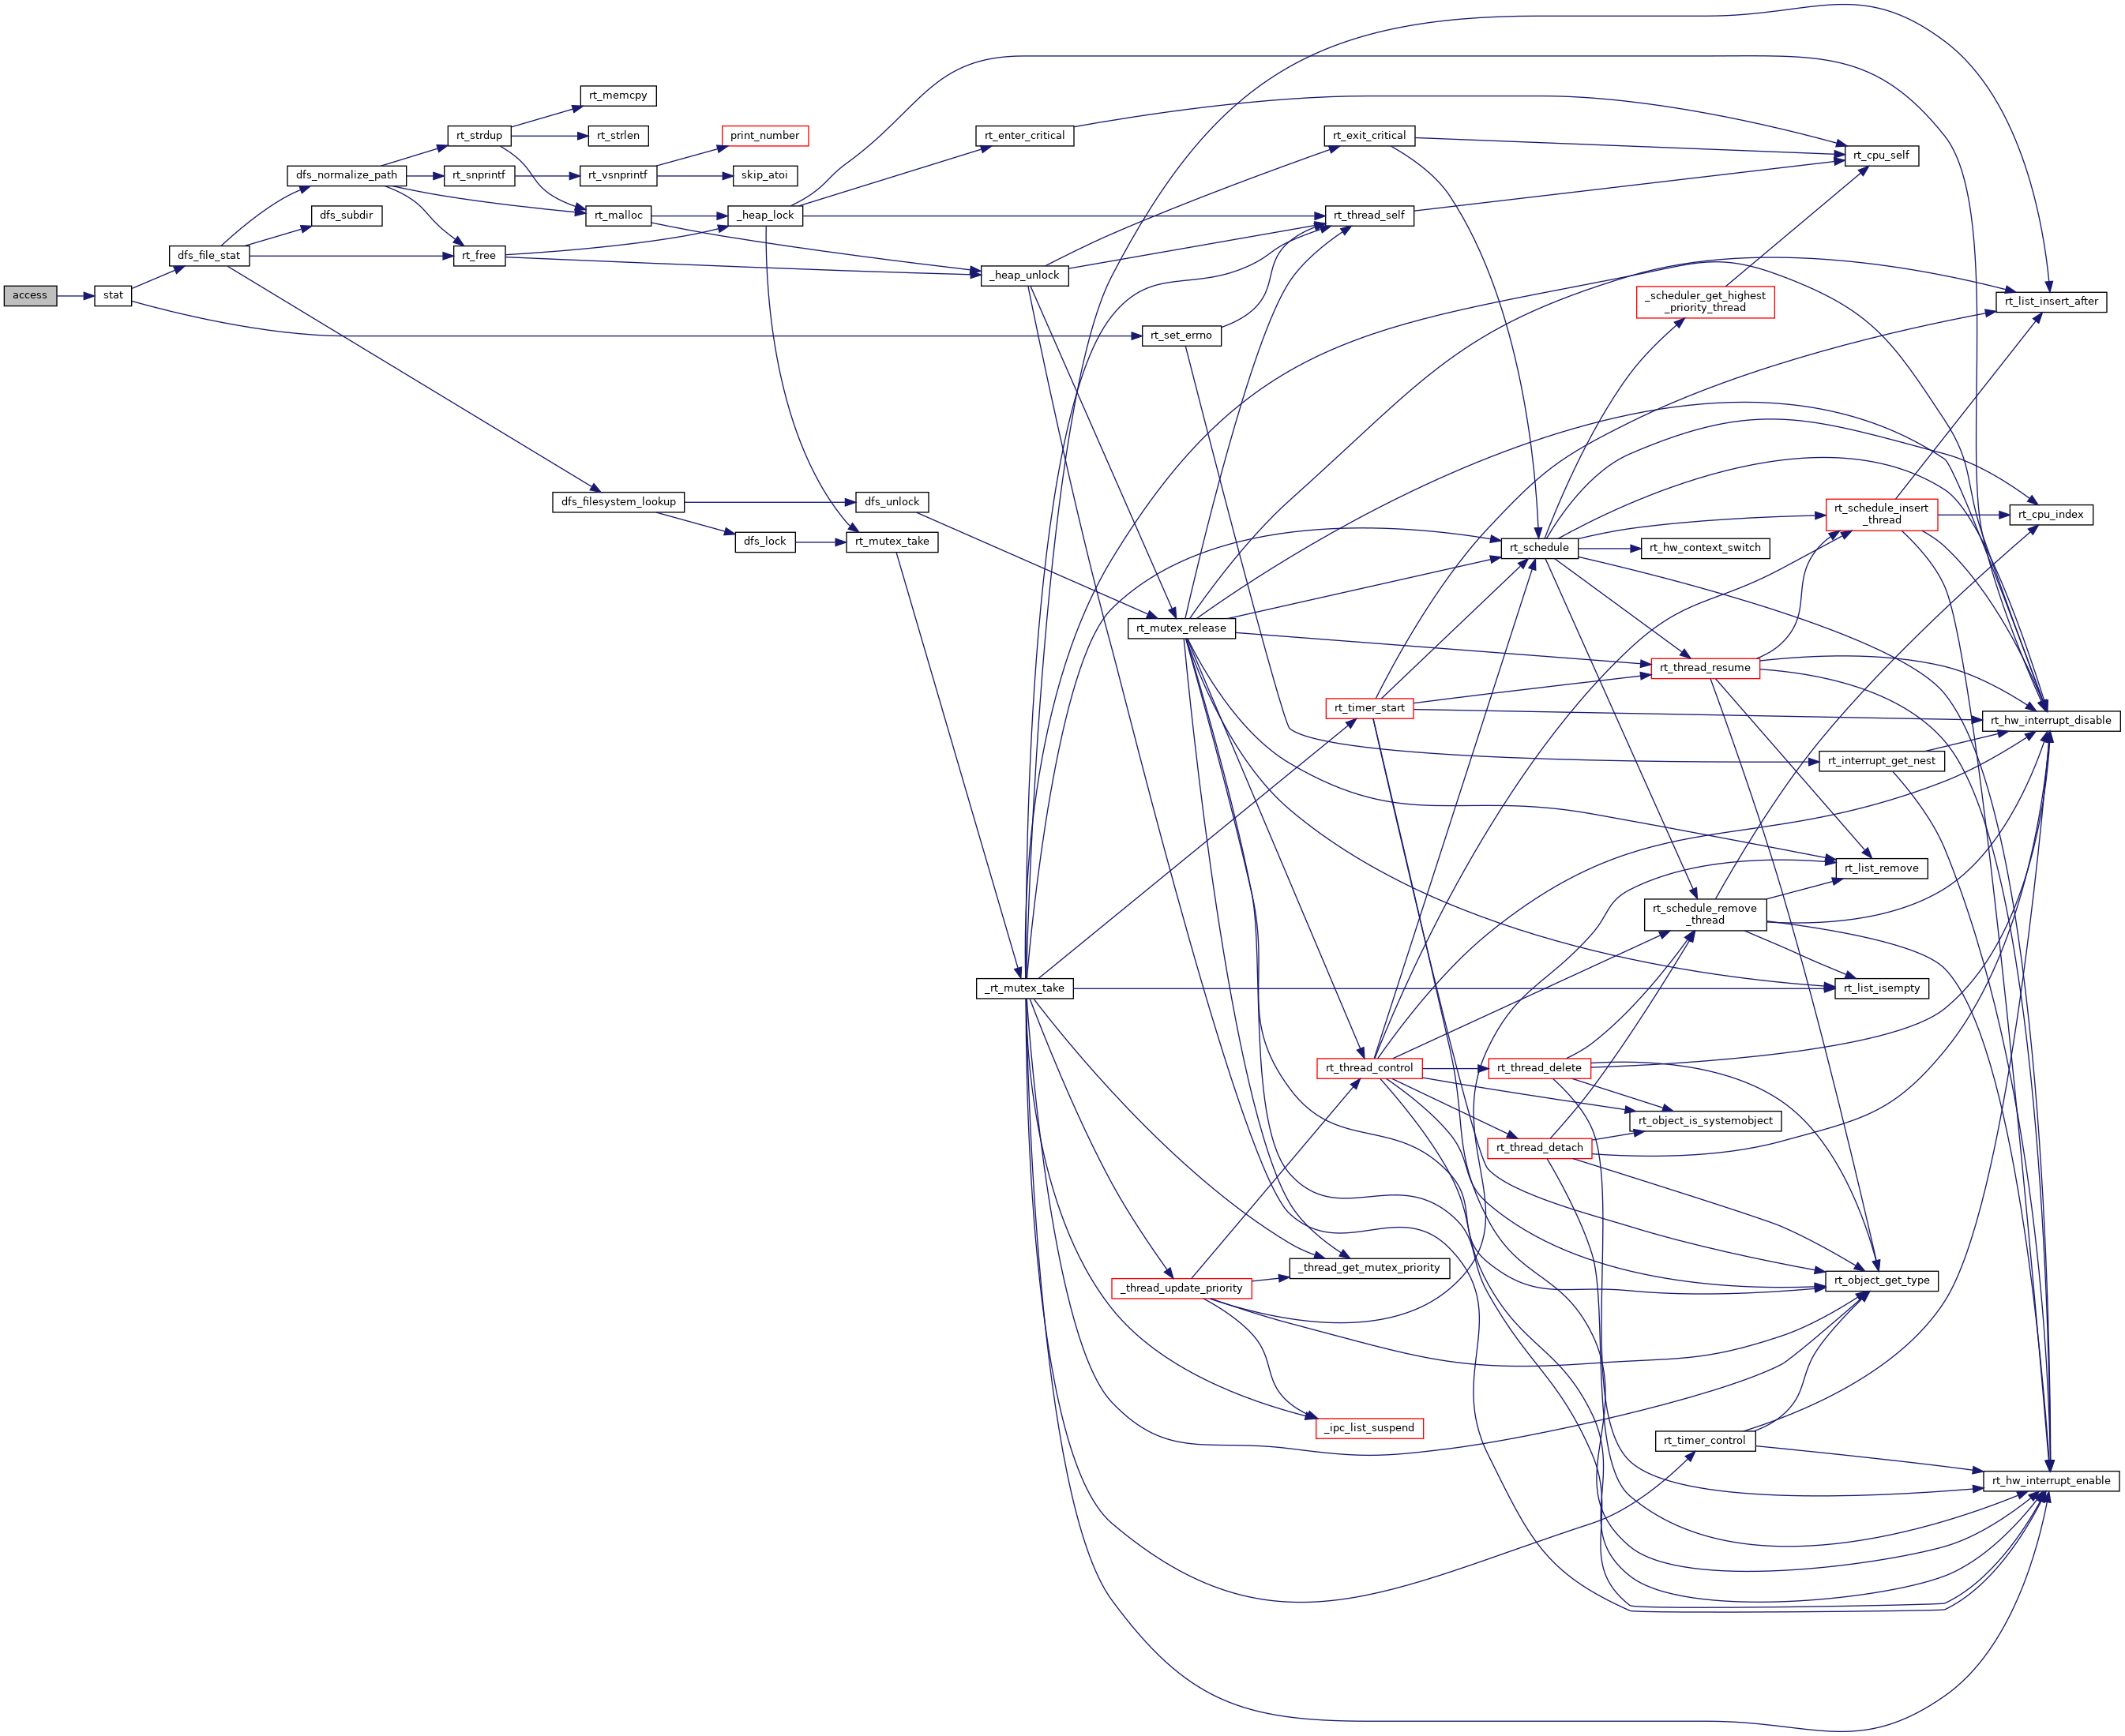 access
stat
dfs_file_stat
dfs_normalize_path
dfs_subdir
rt_strdup
rt_snprintf
rt_free
rt_memcpy
rt_strlen
rt_vsnprintf
rt_malloc
print_number
skip_atoi
_heap_lock
dfs_filesystem_lookup
dfs_unlock
dfs_lock
rt_mutex_take
rt_enter_critical
_heap_unlock
rt_set_errno
rt_mutex_release
_rt_mutex_take
_thread_update_priority
rt_exit_critical
rt_thread_self
rt_timer_start
rt_thread_control
_thread_get_mutex_priority
_ipc_list_suspend
rt_schedule
rt_thread_delete
rt_thread_detach
_scheduler_get_highest
_priority_thread
rt_hw_context_switch
rt_thread_resume
rt_schedule_remove
_thread
rt_object_is_systemobject
rt_timer_control
rt_cpu_self
rt_schedule_insert
_thread
rt_interrupt_get_nest
rt_list_remove
rt_list_isempty
rt_object_get_type
rt_list_insert_after
rt_cpu_index
rt_hw_interrupt_disable
rt_hw_interrupt_enable